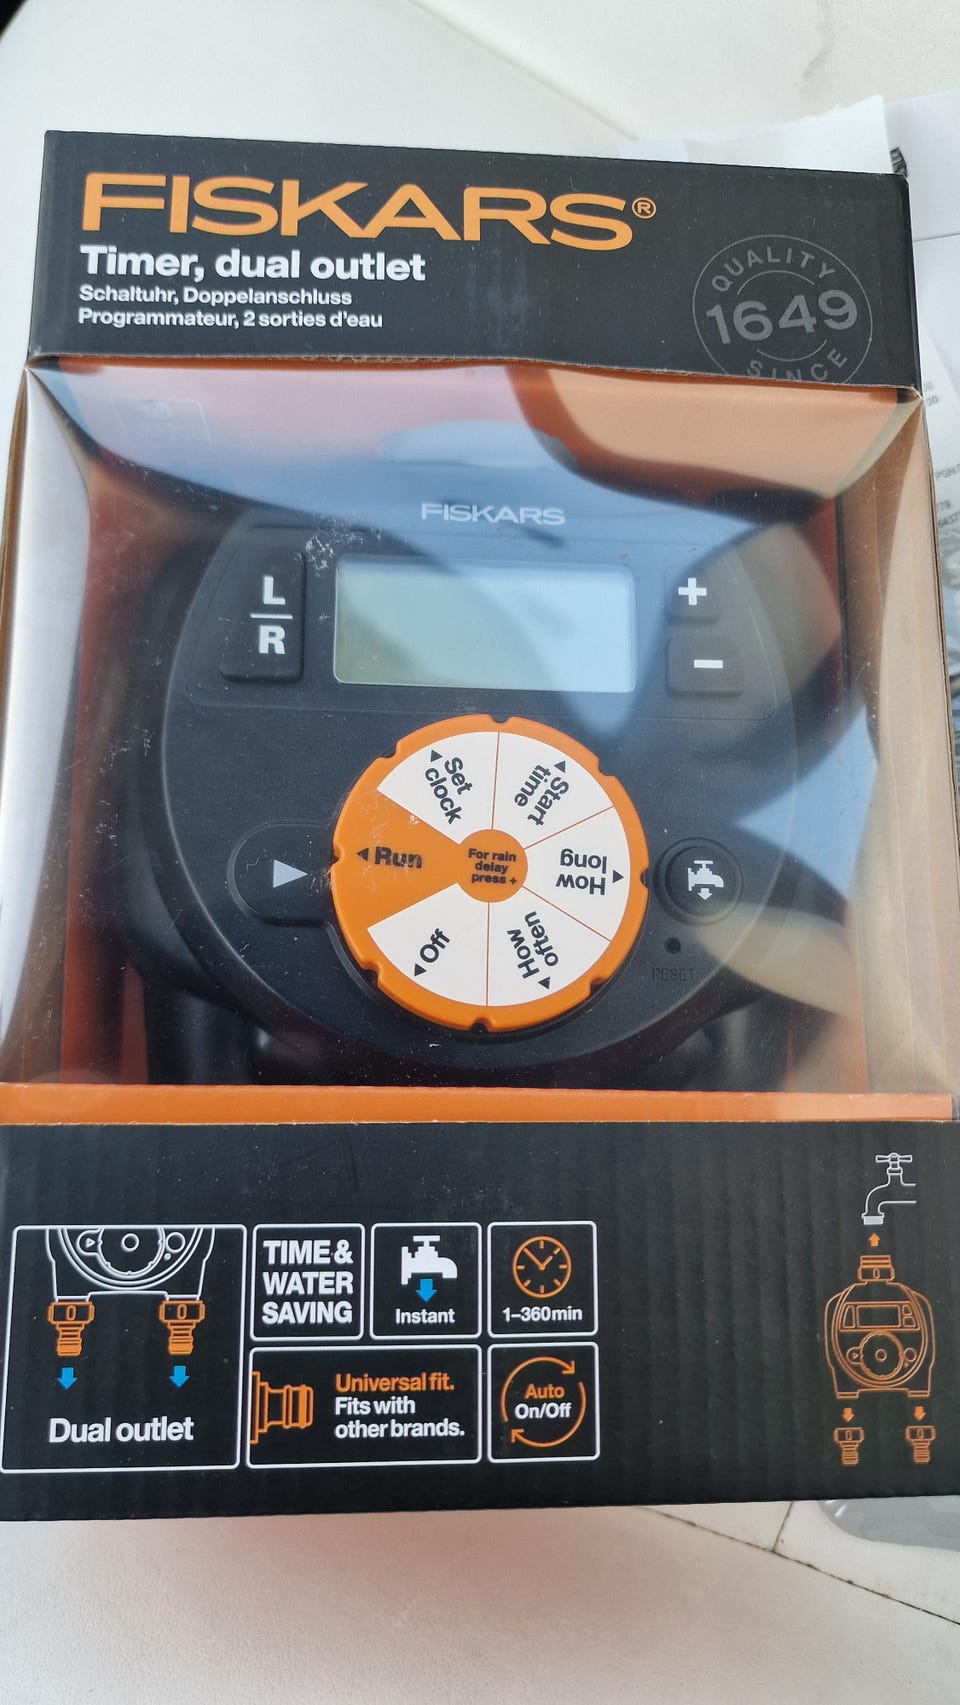 FISKARS®
Timer, dual outlet
Schaltuhr, Doppelanschluss
Programmateur, 2 sorties d'eau
QUALITY
1649
SINCE
FISKARS
L
R
+
−
Set
clock
Start
time
How
long
How
often
Off
Run
For rain
delay
press +
RESET
Dual outlet
TIME &
WATER
SAVING
Instant
1–360min
Universal fit.
Fits with
other brands.
Auto
On/Off